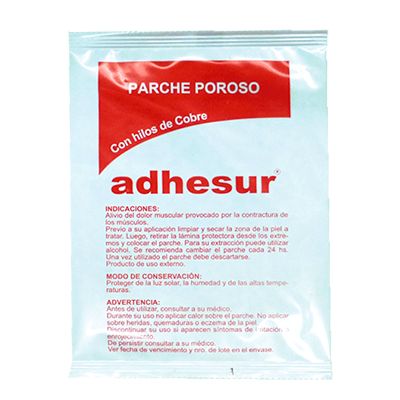 PARCHE POROSO
Con hilos de Cobre
adhesur®
INDICACIONES:
Alivio del dolor muscular provocado por la contractura de
los músculos.
Previo a su aplicación limpiar y secar la zona de la piel a
tratar. Luego, retirar la lámina protectora desde los extre-
mos y colocar el parche. Para su extracción puede utilizar
alcohol. Se recomienda cambiar el parche cada 24 hs.
Una vez utilizado el parche debe descartarse.
Producto de uso externo.
MODO DE CONSERVACIÓN:
Proteger de la luz solar, la humedad y de las altas tempe-
raturas.
ADVERTENCIA:
Antes de utilizar, consultar a su médico.
Durante su uso no aplicar calor sobre el parche. No aplicar
sobre heridas, quemaduras o eczema de la piel.
Discontinuar su uso si aparecen síntomas de irritación o
enrojecimiento.
De persistir consultar a su médico.
Ver fecha de vencimiento y nro. de lote en el envase.
1